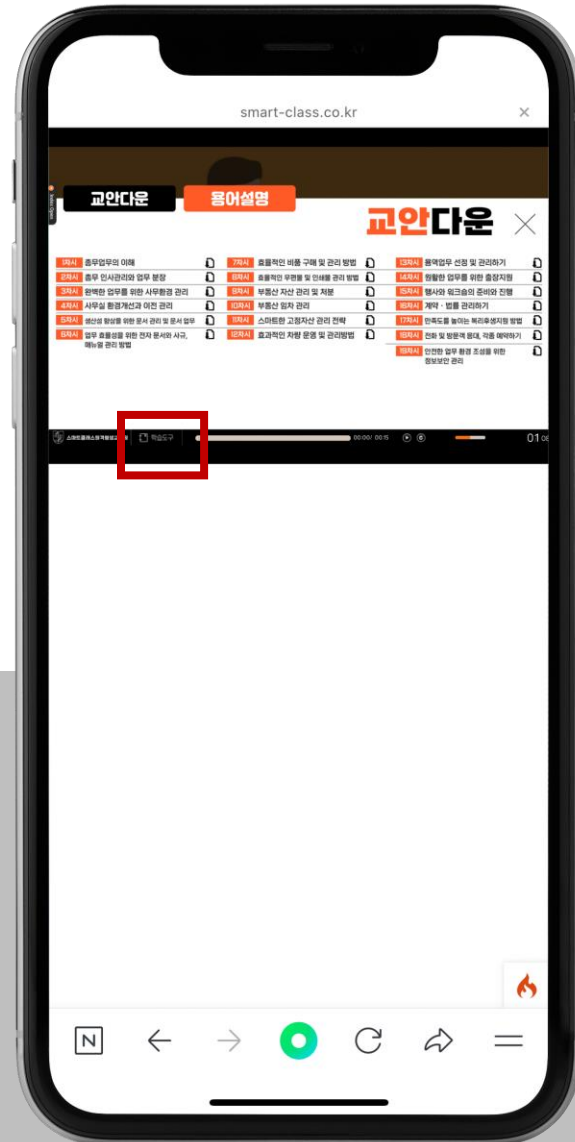 smart-class.co.kr
Index Open
교안다운
용어설명
교안다운
1차시 총무업무의 이해
2차시 총무 인사관리와 업무 분장
3차시 완벽한 업무를 위한 사무환경 관리
4차시 사무실 환경개선과 이전 관리
5차시 생산성 향상을 위한 문서 관리 및 문서 업무
6차시 업무 효율성을 위한 전자 문서와 사규,
매뉴얼 관리 방법
7차시 효율적인 비품 구매 및 관리 방법
8차시 효율적인 우편물 및 인쇄물 관리 방법
9차시 부동산 자산 관리 및 처분
10차시 부동산 임차 관리
11차시 스마트한 고정자산 관리 전략
12차시 효과적인 차량 운영 및 관리방법
13차시 용역업무 선정 및 관리하기
14차시 원활한 업무를 위한 출장지원
15차시 행사와 워크숍의 준비와 진행
16차시 계약 · 법률 관리하기
17차시 만족도를 높이는 복리후생지원 방법
18차시 전화 및 방문객 응대, 각종 예약하기
19차시 안전한 업무 환경 조성을 위한
정보보안 관리
학습도구
00:00/ 00:15
01
N